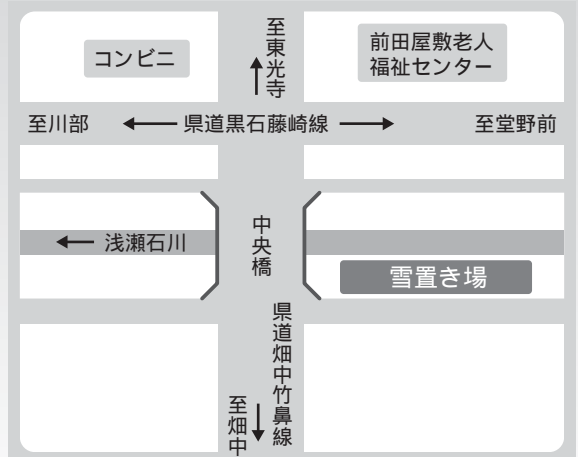 至東光寺
コンビニ
前田屋敷老人
福祉センター
至川部
県道黒石藤崎線
至堂野前
中央橋
浅瀬石川
雪置き場
県道畑中竹鼻線
至畑中